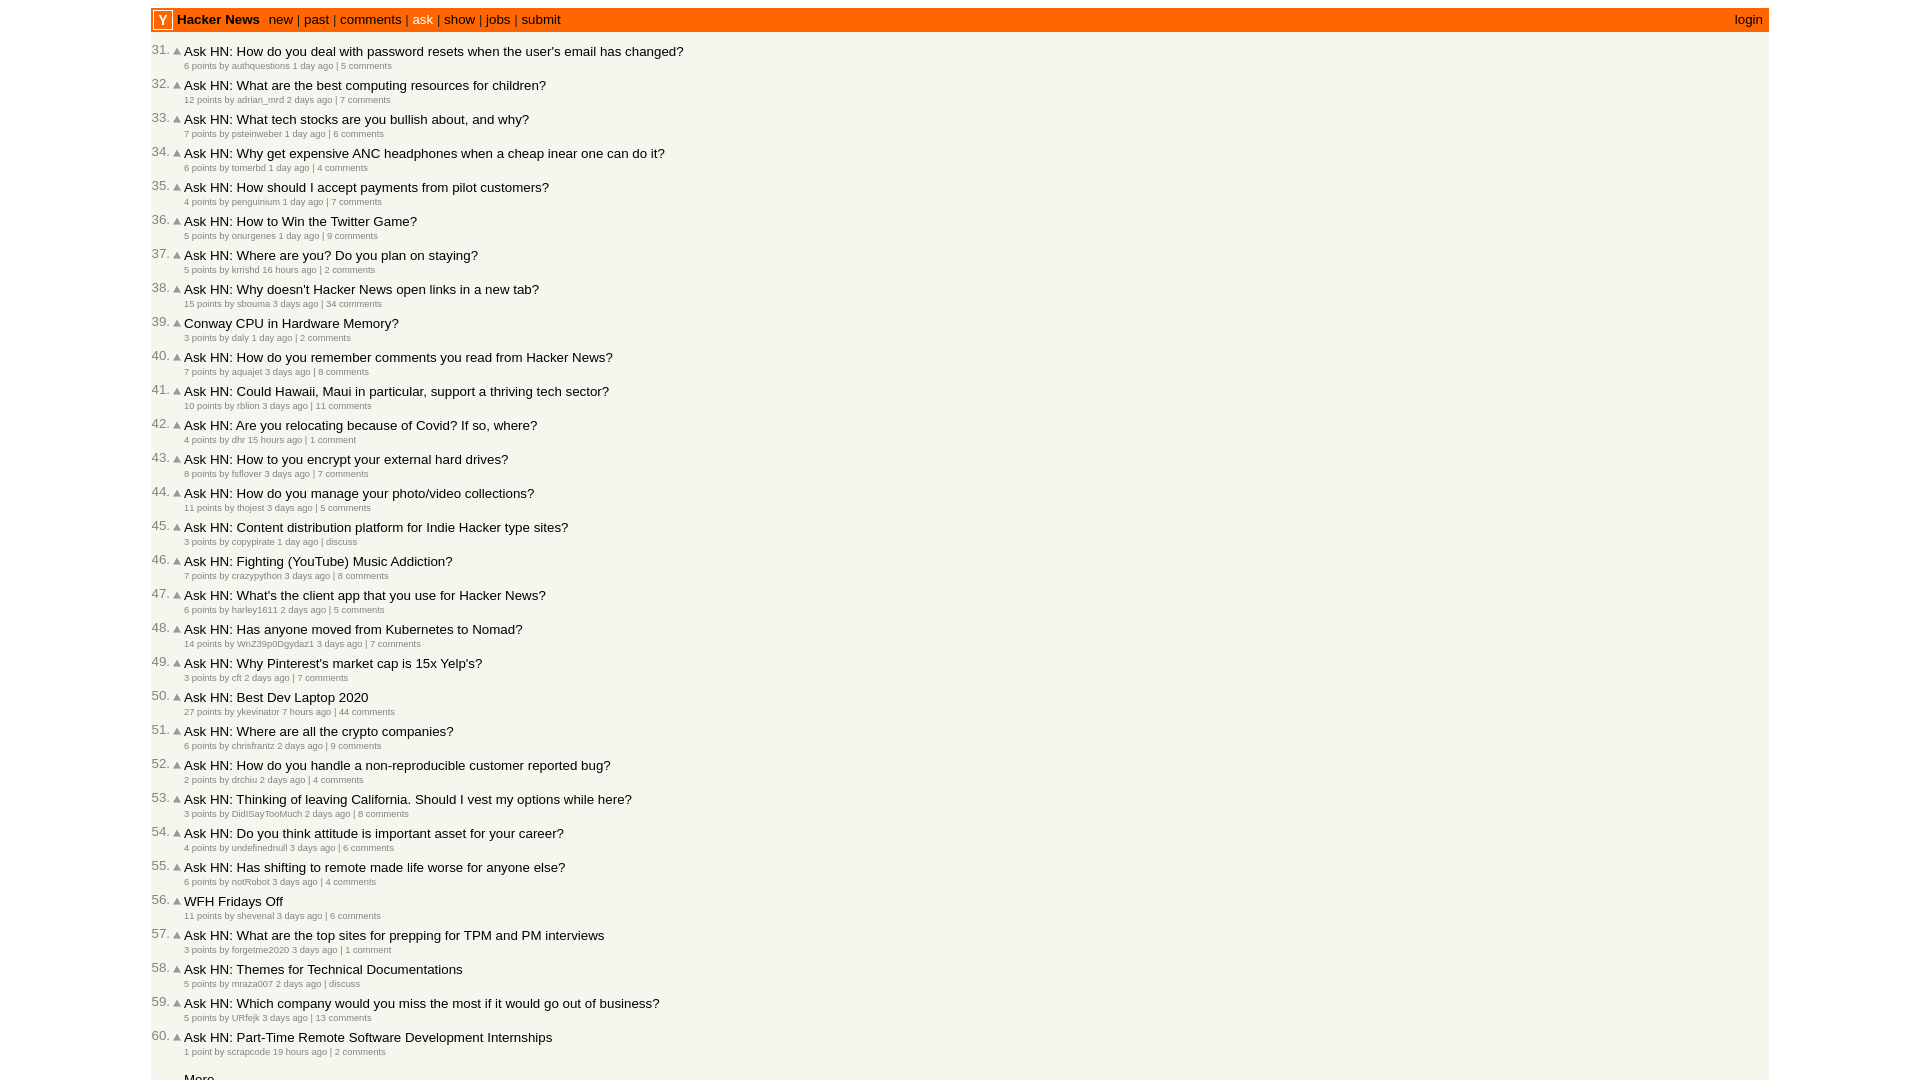 Y Hacker News new | past | comments | ask | show | jobs | submit login
31. Ask HN: How do you deal with password resets when the user's email has changed?
6 points by authquestions 1 day ago | 5 comments
32. Ask HN: What are the best computing resources for children?
12 points by adrian_mrd 2 days ago | 7 comments
33. Ask HN: What tech stocks are you bullish about, and why?
7 points by psteinweber 1 day ago | 6 comments
34. Ask HN: Why get expensive ANC headphones when a cheap inear one can do it?
6 points by tomerbd 1 day ago | 4 comments
35. Ask HN: How should I accept payments from pilot customers?
4 points by penguinium 1 day ago | 7 comments
36. Ask HN: How to Win the Twitter Game?
5 points by onurgenes 1 day ago | 9 comments
37. Ask HN: Where are you? Do you plan on staying?
5 points by krrishd 16 hours ago | 2 comments
38. Ask HN: Why doesn't Hacker News open links in a new tab?
15 points by sbouma 3 days ago | 34 comments
39. Conway CPU in Hardware Memory?
3 points by daly 1 day ago | 2 comments
40. Ask HN: How do you remember comments you read from Hacker News?
7 points by aquajet 3 days ago | 8 comments
41. Ask HN: Could Hawaii, Maui in particular, support a thriving tech sector?
10 points by rblion 3 days ago | 11 comments
42. Ask HN: Are you relocating because of Covid? If so, where?
4 points by dhr 15 hours ago | 1 comment
43. Ask HN: How to you encrypt your external hard drives?
8 points by fsflover 3 days ago | 7 comments
44. Ask HN: How do you manage your photo/video collections?
11 points by thojest 3 days ago | 5 comments
45. Ask HN: Content distribution platform for Indie Hacker type sites?
3 points by copypirate 1 day ago | discuss
46. Ask HN: Fighting (YouTube) Music Addiction?
7 points by crazypython 3 days ago | 8 comments
47. Ask HN: What's the client app that you use for Hacker News?
6 points by harley1611 2 days ago | 5 comments
48. Ask HN: Has anyone moved from Kubernetes to Nomad?
14 points by WnZ39p0Dgydaz1 3 days ago | 7 comments
49. Ask HN: Why Pinterest's market cap is 15x Yelp's?
3 points by cft 2 days ago | 7 comments
50. Ask HN: Best Dev Laptop 2020
27 points by ykevinator 7 hours ago | 44 comments
51. Ask HN: Where are all the crypto companies?
6 points by chrisfrantz 2 days ago | 9 comments
52. Ask HN: How do you handle a non-reproducible customer reported bug?
2 points by drchiu 2 days ago | 4 comments
53. Ask HN: Thinking of leaving California. Should I vest my options while here?
3 points by DidISayTooMuch 2 days ago | 8 comments
54. Ask HN: Do you think attitude is important asset for your career?
4 points by undefinednull 3 days ago | 6 comments
55. Ask HN: Has shifting to remote made life worse for anyone else?
6 points by notRobot 3 days ago | 4 comments
56. WFH Fridays Off
11 points by shevenal 3 days ago | 6 comments
57. Ask HN: What are the top sites for prepping for TPM and PM interviews
3 points by forgetme2020 3 days ago | 1 comment
58. Ask HN: Themes for Technical Documentations
5 points by mraza007 2 days ago | discuss
59. Ask HN: Which company would you miss the most if it would go out of business?
5 points by URfejk 3 days ago | 13 comments
60. Ask HN: Part-Time Remote Software Development Internships
1 point by scrapcode 19 hours ago | 2 comments
More